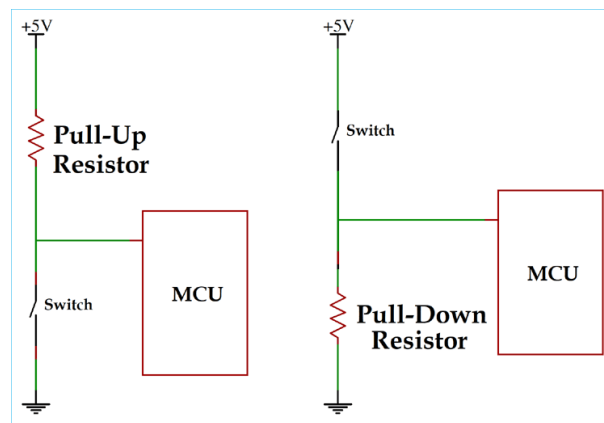 +5V
Pull-Up
Resistor
MCU
Switch
+5V
Switch
MCU
Pull-Down
Resistor